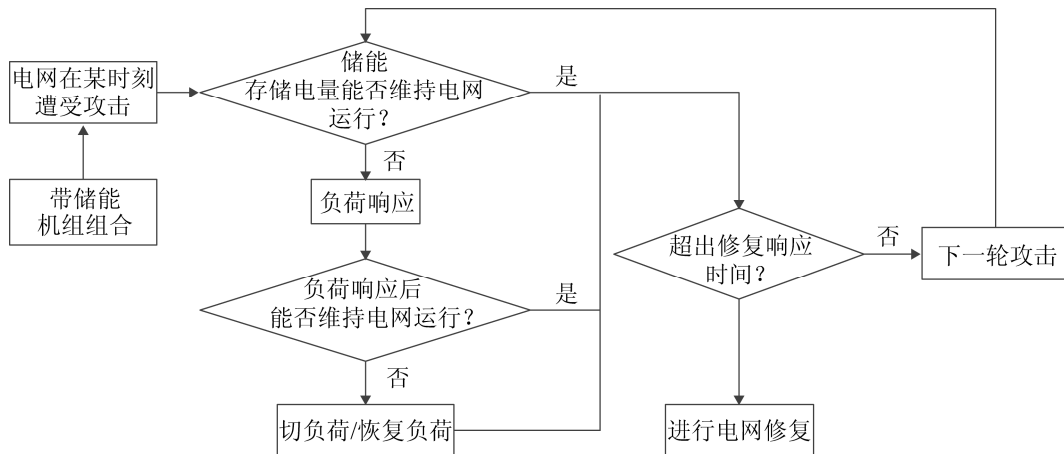 电网在某时刻
遭受攻击
带储能
机组组合
储能
存储电量能否维持电网
运行？
是
否
负荷响应
负荷响应后
能否维持电网运行？
是
否
切负荷/恢复负荷
超出修复响应
时间？
否
下一轮攻击
进行电网修复